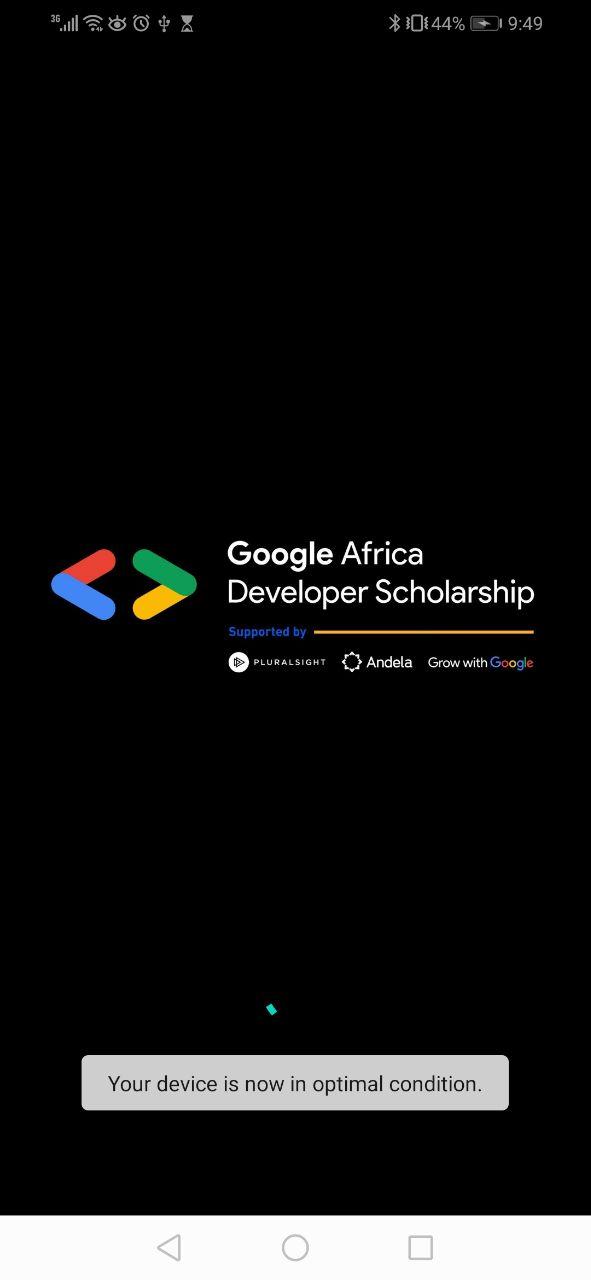 3G 44% 9:49
Google Africa
Developer Scholarship
Supported by
PLURALSIGHT Andela Grow with Google
Your device is now in optimal condition.